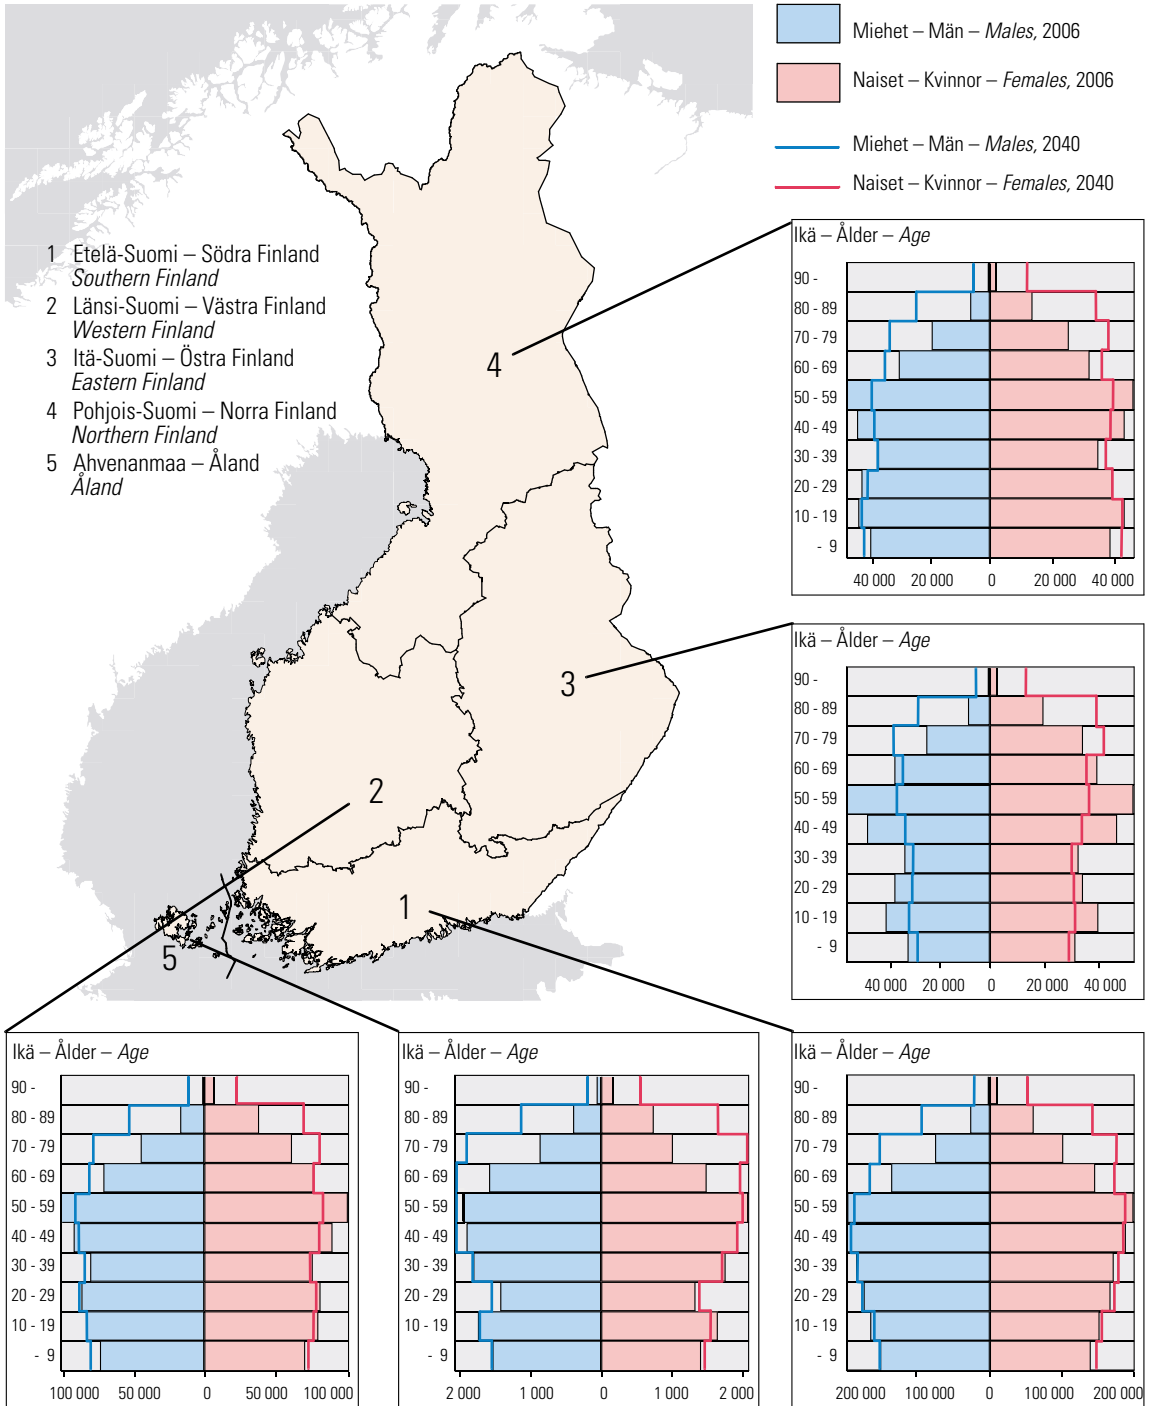 Miehet – Män – Males, 2006
Naiset – Kvinnor – Females, 2006
Miehet – Män – Males, 2040
Naiset – Kvinnor – Females, 2040
1 Etelä-Suomi – Södra Finland
Southern Finland
2 Länsi-Suomi – Västra Finland
Western Finland
3 Itä-Suomi – Östra Finland
Eastern Finland
4 Pohjois-Suomi – Norra Finland
Northern Finland
5 Ahvenanmaa – Åland
Åland
4
3
2
1
5
Ikä – Ålder – Age
90 -
80 - 89
70 - 79
60 - 69
50 - 59
40 - 49
30 - 39
20 - 29
10 - 19
- 9
40 000 20 000 0 20 000 40 000
Ikä – Ålder – Age
90 -
80 - 89
70 - 79
60 - 69
50 - 59
40 - 49
30 - 39
20 - 29
10 - 19
- 9
40 000 20 000 0 20 000 40 000
Ikä – Ålder – Age
90 -
80 - 89
70 - 79
60 - 69
50 - 59
40 - 49
30 - 39
20 - 29
10 - 19
- 9
100 000 50 000 0 50 000 100 000
Ikä – Ålder – Age
90 -
80 - 89
70 - 79
60 - 69
50 - 59
40 - 49
30 - 39
20 - 29
10 - 19
- 9
2 000 1 000 0 1 000 2 000
Ikä – Ålder – Age
90 -
80 - 89
70 - 79
60 - 69
50 - 59
40 - 49
30 - 39
20 - 29
10 - 19
- 9
200 000 100 000 0 100 000 200 000